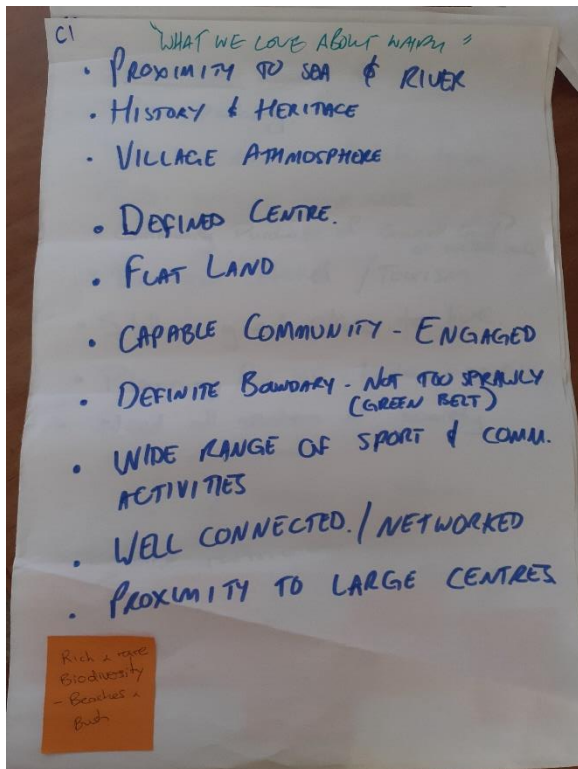 C1
"WHAT WE LOVE ABOUT WAIPU"
• PROXIMITY TO SEA & RIVER
• HISTORY & HERITAGE
• VILLAGE ATHMOSPHERE
• DEFINED CENTRE.
• FLAT LAND
• CAPABLE COMMUNITY - ENGAGED
• DEFINITE BOUNDARY - NOT TOO SPRAWLY
(GREEN BELT)
• WIDE RANGE OF SPORT & COMM.
ACTIVITIES
• WELL CONNECTED. / NETWORKED
• PROXIMITY TO LARGE CENTRES
Rich & rare
Biodiversity
- Beaches &
Bush